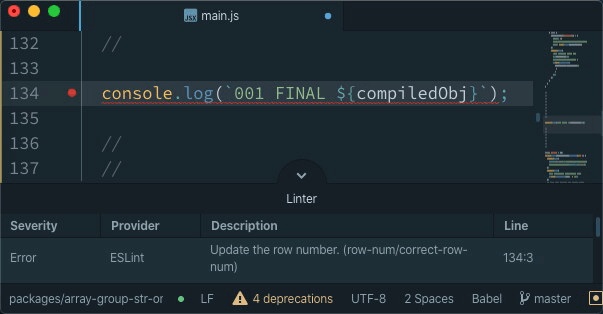 JSX main.js
132 //
133
134 console.log(`001 FINAL ${compiledObj}`);
135
136 //
137 //
Linter
Severity Provider Description Line
Error ESLint Update the row number. (row-num/correct-row-num) 134:3
packages/array-group-str-or LF 4 deprecations UTF-8 2 Spaces Babel master